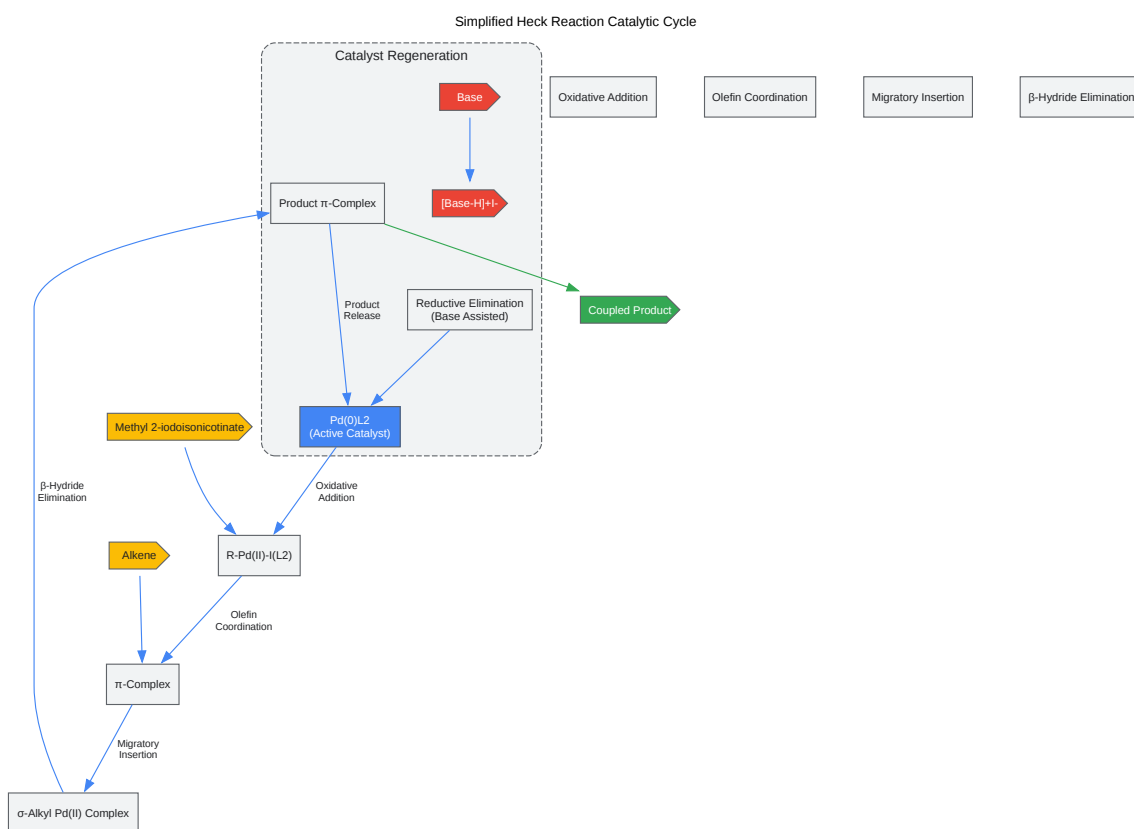 Simplified Heck Reaction Catalytic Cycle
Catalyst Regeneration
Base
Oxidative Addition
Olefin Coordination
Migratory Insertion
β-Hydride Elimination
Product π-Complex
[Base-H]+I-
Product
Release
Reductive Elimination
(Base Assisted)
Coupled Product
Methyl 2-iodoisonicotinate
Pd(0)L2
(Active Catalyst)
β-Hydride
Elimination
Oxidative
Addition
Alkene
R-Pd(II)-I(L2)
Olefin
Coordination
π-Complex
Migratory
Insertion
σ-Alkyl Pd(II) Complex